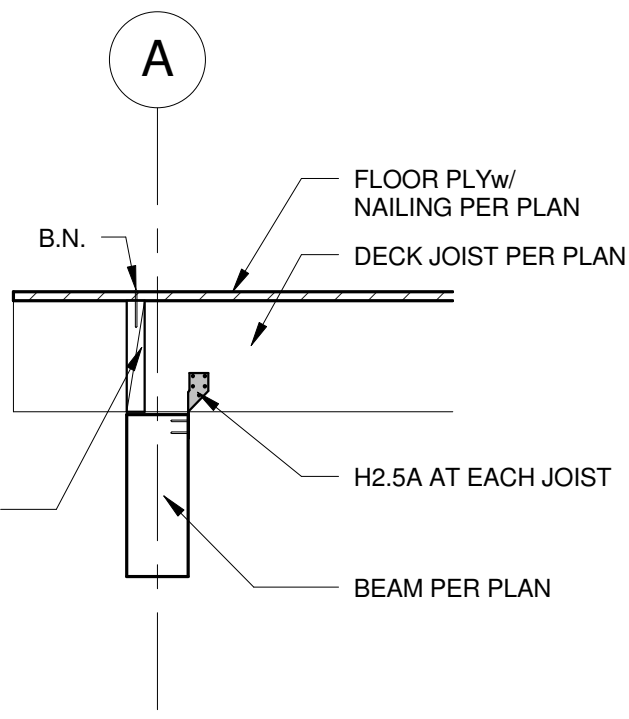 A
FLOOR PLYw/
NAILING PER PLAN
B.N.
DECK JOIST PER PLAN
H2.5A AT EACH JOIST
BEAM PER PLAN